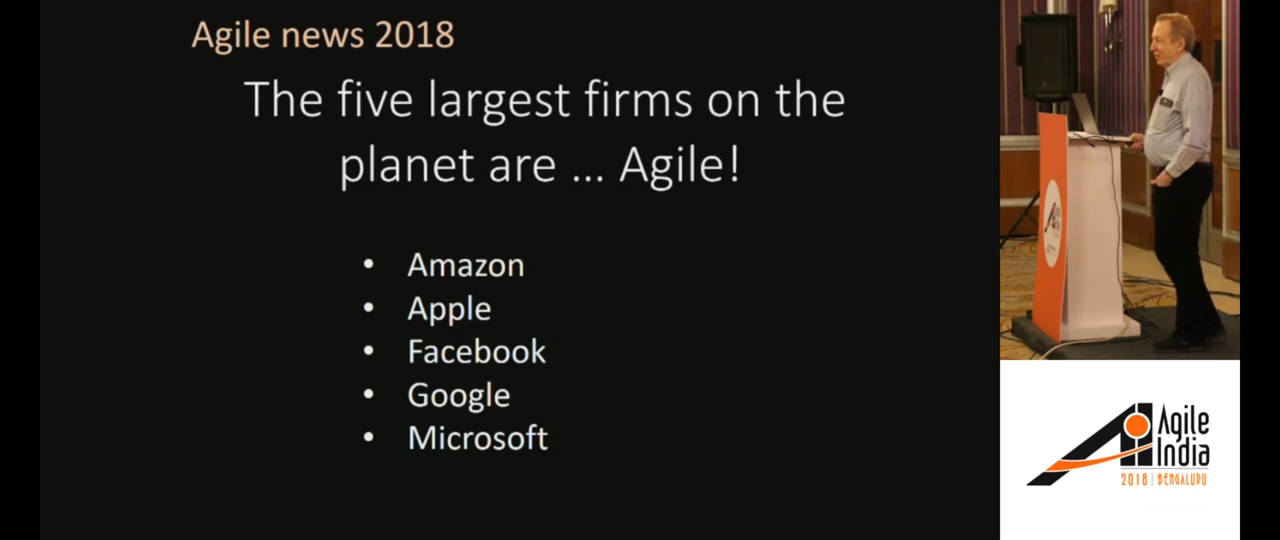 Agile news 2018
The five largest firms on the
planet are ... Agile!
• Amazon
• Apple
• Facebook
• Google
• Microsoft
Agile
India
2018 | BENGALURU